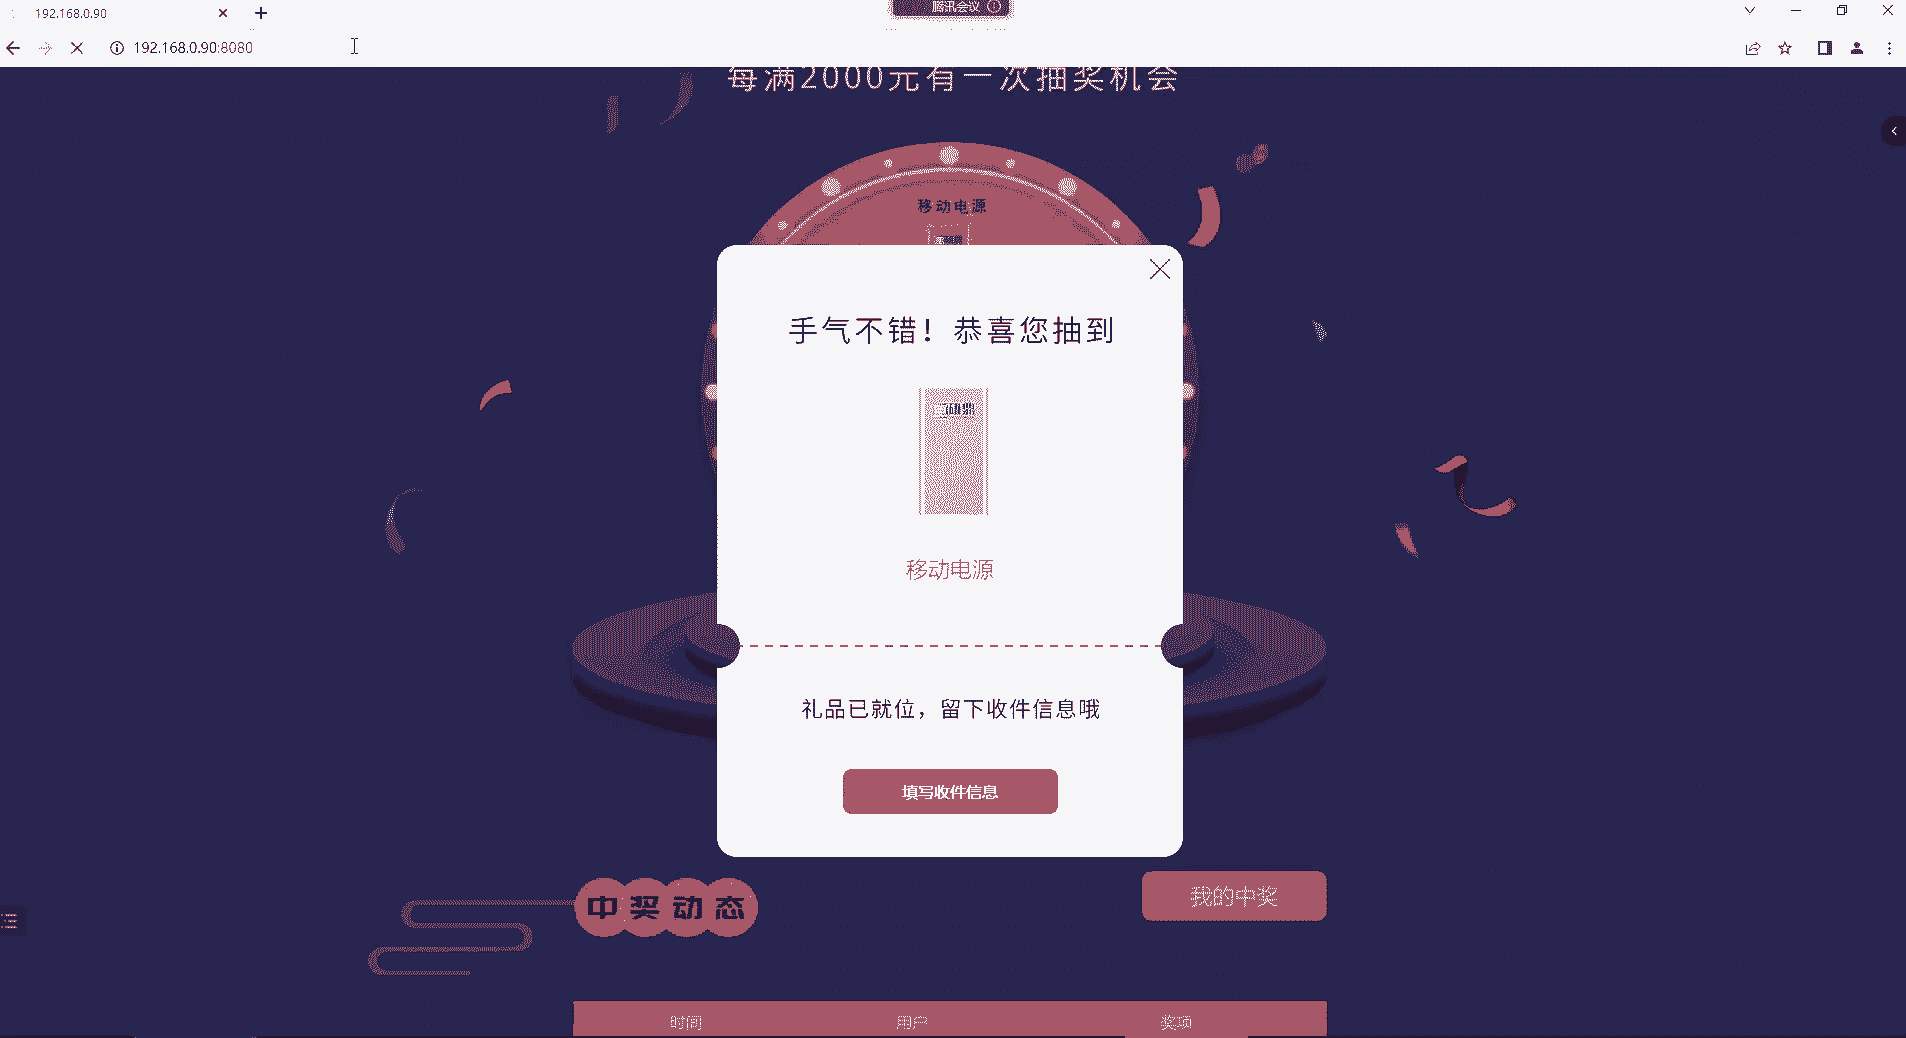 192.168.0.90
腾讯会议
192.168.0.90:8080
每满2000元有一次抽奖机会
移动电源
手气不错！恭喜您抽到
移动电源
礼品已就位，留下收件信息哦
填写收件信息
中奖动态
我的中奖
时间 用户 奖项